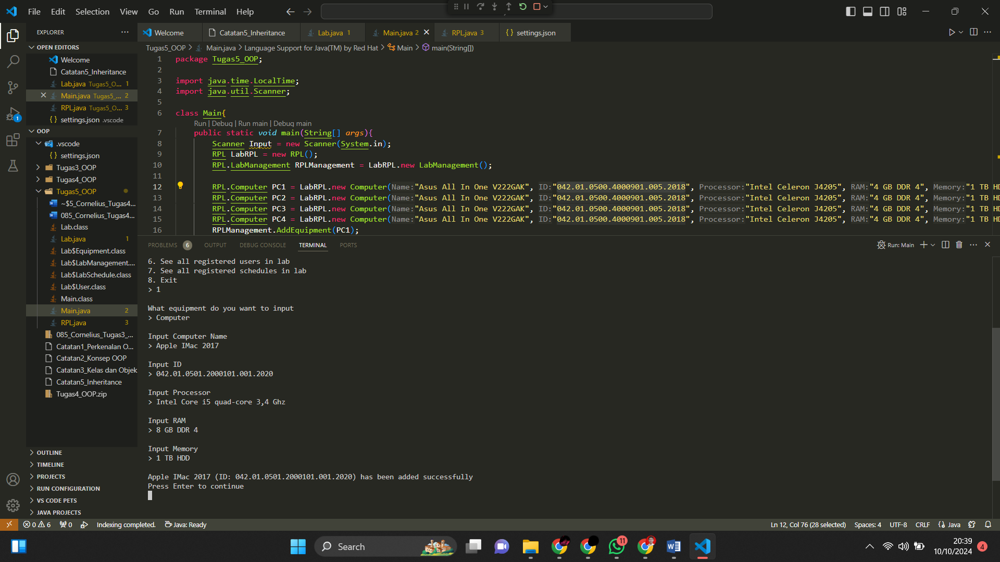 File Edit Selection View Go Run Terminal Help
EXPLORER
OPEN EDITORS
Welcome
Catatan5_Inheritance
Lab.java Tugas5_O... 1
Main.java Tugas5_... 2
RPL.java Tugas5_O... 3
settings.json .vscode
OOP
.vscode
settings.json
Tugas3_OOP
Tugas4_OOP
Tugas5_OOP
~$5_Cornelius_Tugas4...
085_Cornelius_Tugas4...
Lab.class
Lab.java 1
Lab$Equipment.class
Lab$LabManagement....
Lab$LabSchedule.class
Lab$User.class
Main.class
Main.java 2
RPL.java 3
085_Cornelius_Tugas3_...
Catatan1_Perkenalan O...
Catatan2_Konsep OOP
Catatan3_Kelas dan Objek
Catatan5_Inheritance
Tugas4_OOP.zip
OUTLINE
TIMELINE
PROJECTS
RUN CONFIGURATION
VS CODE PETS
JAVA PROJECTS
1
Welcome Catatan5_Inheritance Lab.java 1 Main.java 2 RPL.java 3 settings.json
Tugas5_OOP > Main.java > Language Support for Java(TM) by Red Hat > Main > main(String[])
1 package Tugas5_OOP;
2
3 import java.time.LocalTime;
4 import java.util.Scanner;
5
6 class Main{
Run | Debug | Run main | Debug main
7 public static void main(String[] args){
8 Scanner Input = new Scanner(System.in);
9 RPL LabRPL = new RPL();
10 RPL.LabManagement RPLManagement = LabRPL.new LabManagement();
11
12 RPL.Computer PC1 = LabRPL.new Computer(Name:"Asus All In One V222GAK", ID:"042.01.0500.4000901.005.2018", Processor:"Intel Celeron J4205", RAM:"4 GB DDR 4", Memory:"1 TB HD
13 RPL.Computer PC2 = LabRPL.new Computer(Name:"Asus All In One V222GAK", ID:"042.01.0500.4000901.005.2018", Processor:"Intel Celeron J4205", RAM:"4 GB DDR 4", Memory:"1 TB HD
14 RPL.Computer PC3 = LabRPL.new Computer(Name:"Asus All In One V222GAK", ID:"042.01.0500.4000901.005.2018", Processor:"Intel Celeron J4205", RAM:"4 GB DDR 4", Memory:"1 TB HD
15 RPL.Computer PC4 = LabRPL.new Computer(Name:"Asus All In One V222GAK", ID:"042.01.0500.4000901.005.2018", Processor:"Intel Celeron J4205", RAM:"4 GB DDR 4", Memory:"1 TB HD
16 RPLManagement.AddEquipment(PC1);
PROBLEMS 6 OUTPUT DEBUG CONSOLE TERMINAL PORTS Run: Main
6. See all registered users in lab
7. See all registered schedules in lab
8. Exit
> 1
What equipment do you want to input
> Computer
Input Computer Name
> Apple IMac 2017
Input ID
> 042.01.0501.2000101.001.2020
Input Processor
> Intel Core i5 quad-core 3,4 Ghz
Input RAM
> 8 GB DDR 4
Input Memory
> 1 TB HDD
Apple IMac 2017 (ID: 042.01.0501.2000101.001.2020) has been added successfully
Press Enter to continue
0 6 0 Indexing completed. Java: Ready Ln 12, Col 76 (28 selected) Spaces: 4 UTF-8 CRLF Java
Search 11 20:39
10/10/2024 4